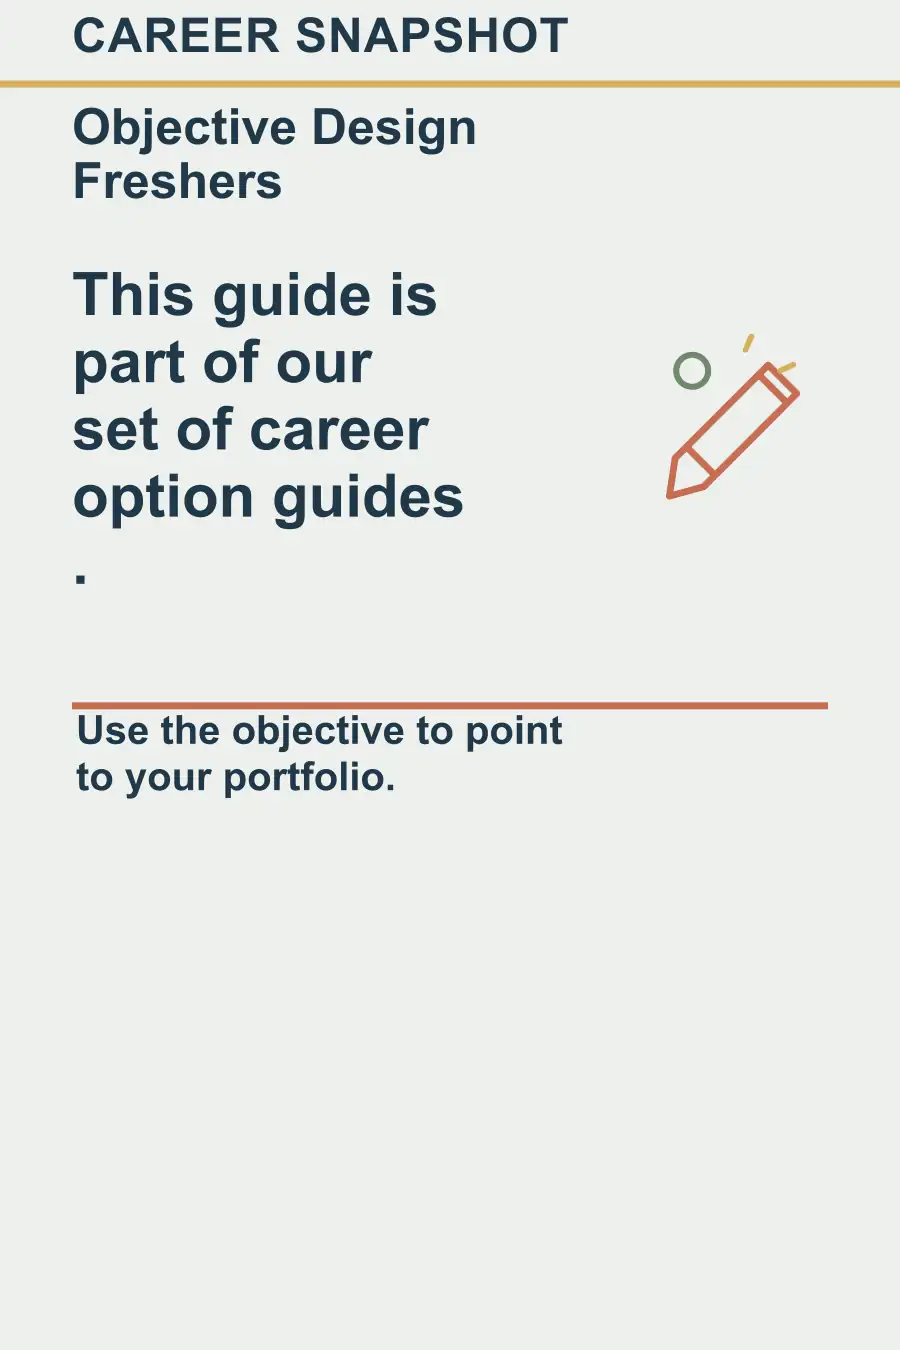 CAREER SNAPSHOT
Objective Design
Freshers
This guide is
part of our
set of career
option guides
.
Use the objective to point
to your portfolio.